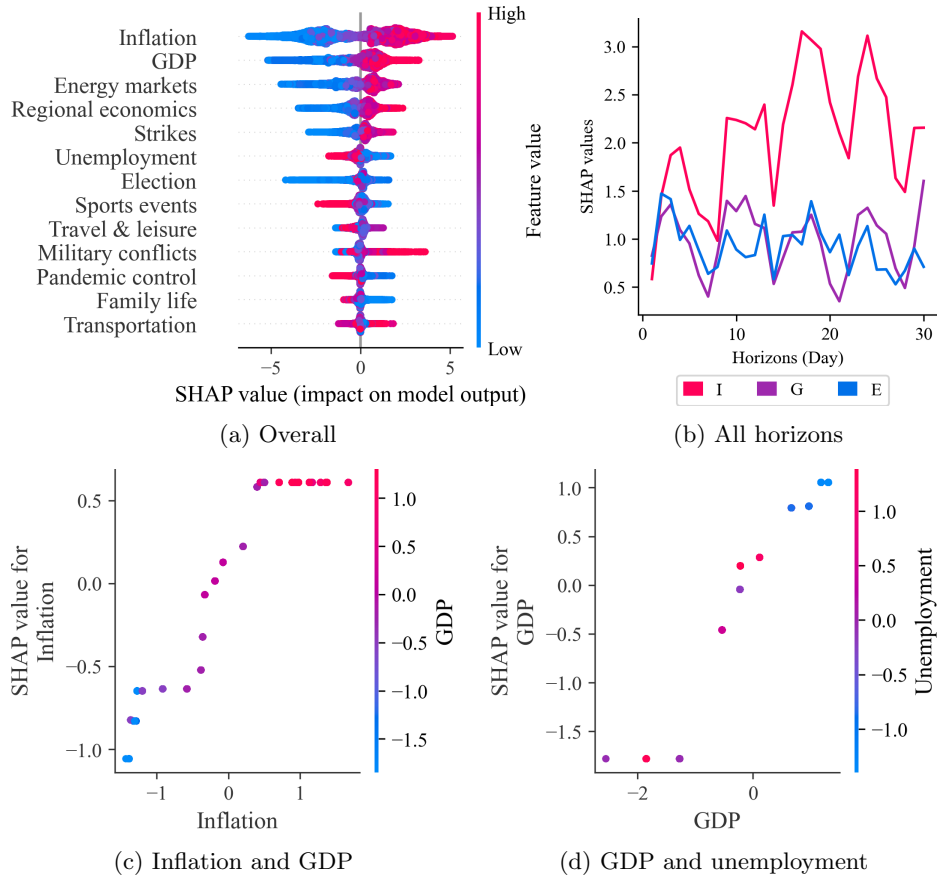 Inflation
GDP
Energy markets
Regional economics
Strikes
Unemployment
Election
Sports events
Travel & leisure
Military conflicts
Pandemic control
Family life
Transportation
−5
0
5
SHAP value (impact on model output)
High
Feature value
Low
(a) Overall
SHAP values
3.0
2.5
2.0
1.5
1.0
0.5
0
10
20
30
Horizons (Day)
I
G
E
(b) All horizons
SHAP value for
Inflation
0.5
0.0
−0.5
−1.0
−1
0
1
Inflation
1.0
0.5
0.0
−0.5
−1.0
−1.5
GDP
(c) Inflation and GDP
SHAP value for
GDP
1.0
0.5
0.0
−0.5
−1.0
−1.5
−2
0
GDP
1.0
0.5
0.0
−0.5
−1.0
Unemployment
(d) GDP and unemployment